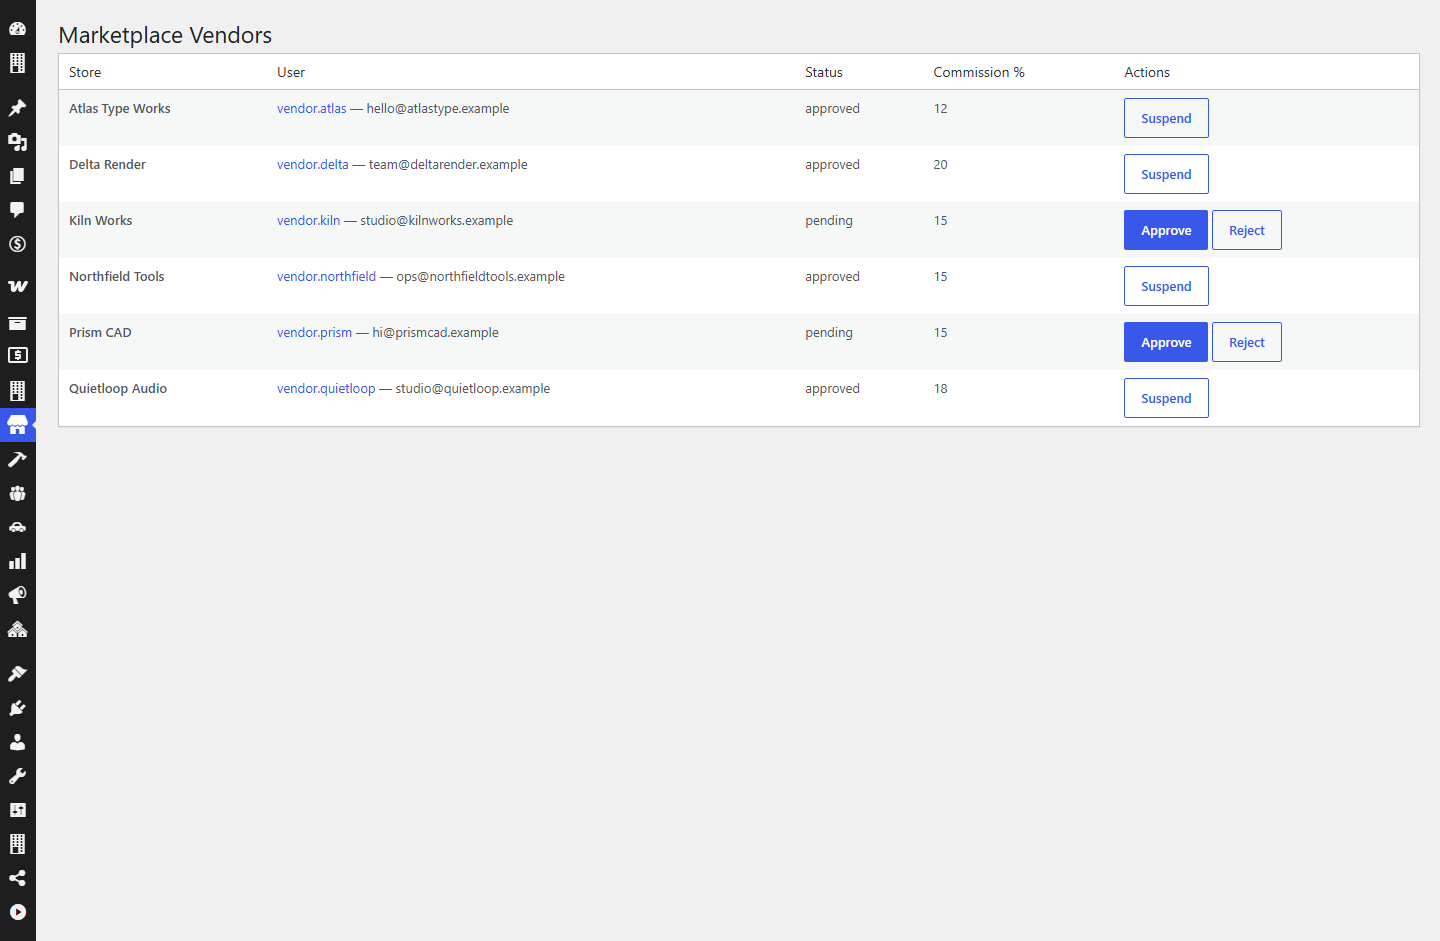 Marketplace Vendors
Store User Status Commission % Actions
Atlas Type Works vendor.atlas — hello@atlastype.example approved 12 Suspend
Delta Render vendor.delta — team@deltarender.example approved 20 Suspend
Kiln Works vendor.kiln — studio@kilnworks.example pending 15 Approve Reject
Northfield Tools vendor.northfield — ops@northfieldtools.example approved 15 Suspend
Prism CAD vendor.prism — hi@prismcad.example pending 15 Approve Reject
Quietloop Audio vendor.quietloop — studio@quietloop.example approved 18 Suspend